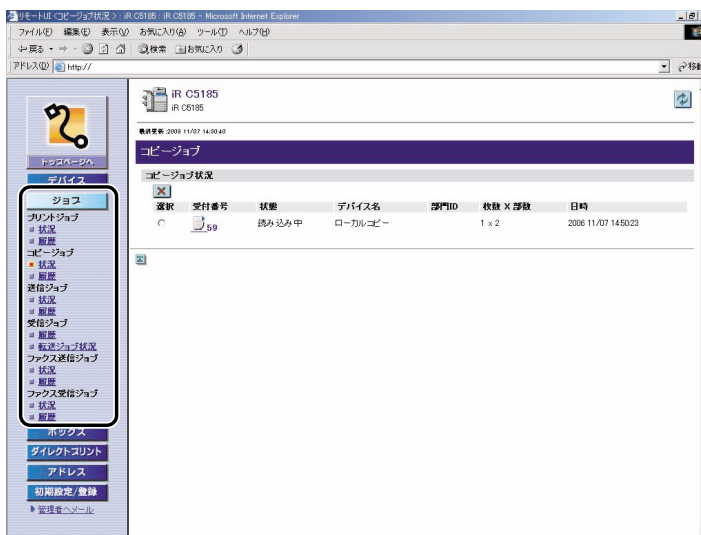 リモートUI <コピージョブ状況> : iR C5185 : iR C5185 - Microsoft Internet Explorer
ファイル(F) 編集(E) 表示(V) お気に入り(A) ツール(T) ヘルプ(H)
戻る
検索 お気に入り
アドレス(D) http://
移動
iR C5185
iR C5185
最終更新 :2006 11/07 14:50:40
トップページへ
デバイス
ジョブ
プリントジョブ
状況
履歴
コピージョブ
状況
履歴
送信ジョブ
状況
履歴
受信ジョブ
履歴
転送ジョブ状況
ファクス送信ジョブ
状況
履歴
ファクス受信ジョブ
状況
履歴
ボックス
ダイレクトプリント
アドレス
初期設定/登録
管理者へメール
コピージョブ
コピージョブ状況
選択 受付番号 状態 デバイス名 部門ID 枚数 X 部数 日時
59 読み込み中 ローカルコピー 1 x 2 2006 11/07 14:50:23